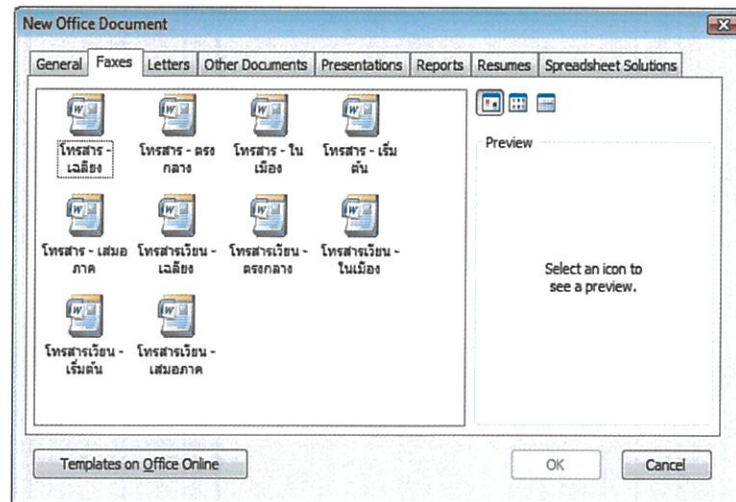 New Office Document
General Faxes Letters Other Documents Presentations Reports Resumes Spreadsheet Solutions
โทรสาร -
เฉลียง
โทรสาร - ตรง
กลาง
โทรสาร - ใน
เมือง
โทรสาร - เริ่ม
ต้น
Preview
โทรสาร - เสมอ
ภาค
โทรสารเวียน -
เฉลียง
โทรสารเวียน -
ตรงกลาง
โทรสารเวียน -
ในเมือง
Select an icon to
see a preview.
โทรสารเวียน -
เริ่มต้น
โทรสารเวียน -
เสมอภาค
Templates on Office Online
OK
Cancel